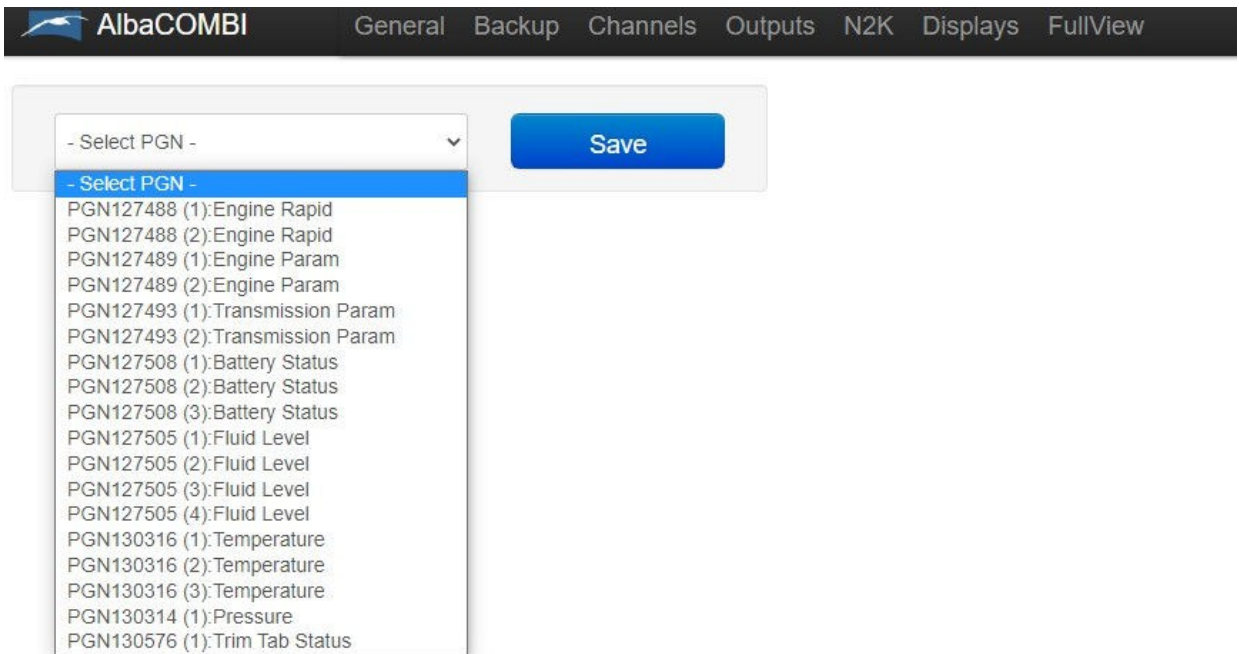 AlbaCOMBI General Backup Channels Outputs N2K Displays FullView
- Select PGN - Save
- Select PGN -
PGN127488 (1):Engine Rapid
PGN127488 (2):Engine Rapid
PGN127489 (1):Engine Param
PGN127489 (2):Engine Param
PGN127493 (1):Transmission Param
PGN127493 (2):Transmission Param
PGN127508 (1):Battery Status
PGN127508 (2):Battery Status
PGN127508 (3):Battery Status
PGN127505 (1):Fluid Level
PGN127505 (2):Fluid Level
PGN127505 (3):Fluid Level
PGN127505 (4):Fluid Level
PGN130316 (1):Temperature
PGN130316 (2):Temperature
PGN130316 (3):Temperature
PGN130314 (1):Pressure
PGN130576 (1):Trim Tab Status